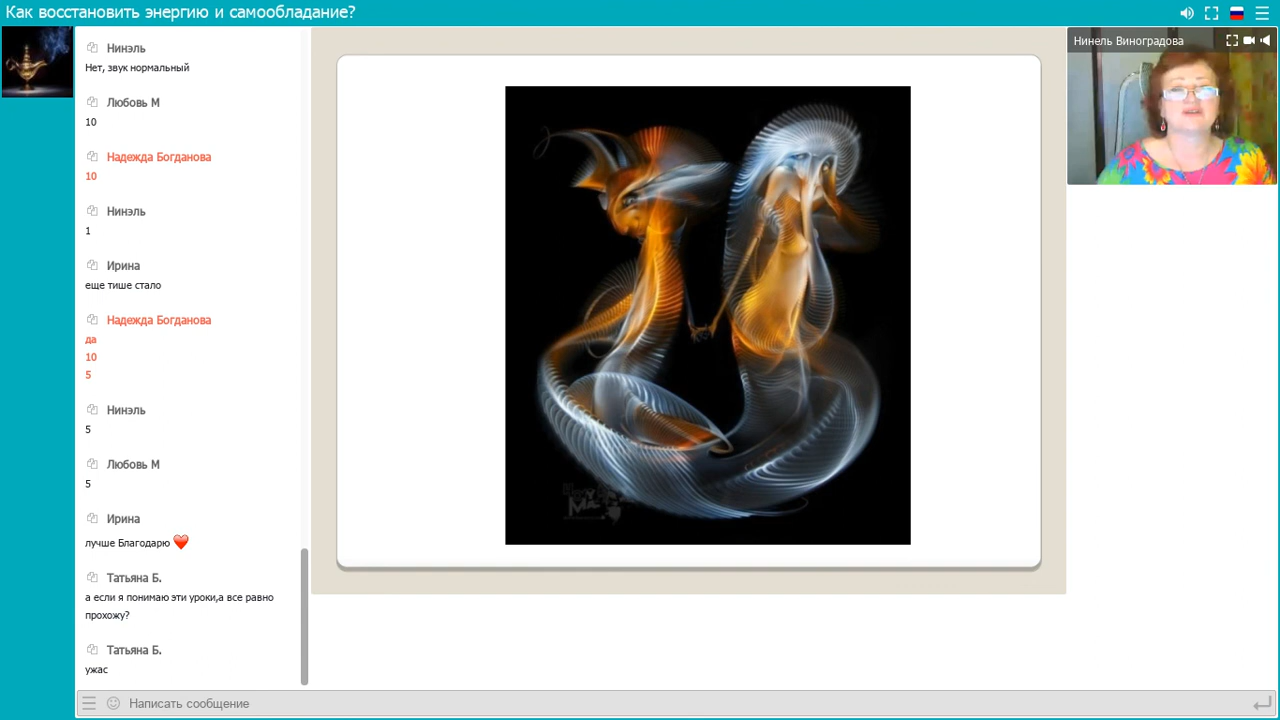 Как восстановить энергию и самообладание?
Нинэль
Нет, звук нормальный
Любовь М
10
Надежда Богданова
10
Нинэль
1
Ирина
еще тише стало
Надежда Богданова
да
10
5
Нинэль
5
Любовь М
5
Ирина
лучше Благодарю
Татьяна Б.
а если я понимаю эти уроки,а все равно
прохожу?
Татьяна Б.
ужас
Написать сообщение
Нинель Виноградова